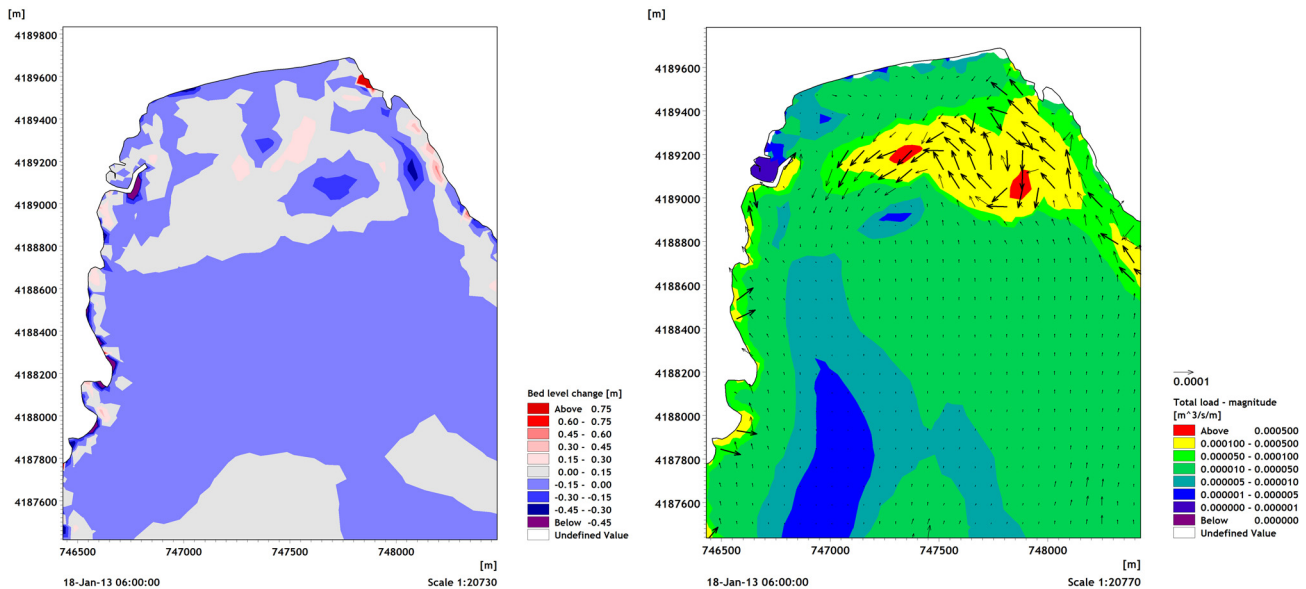 [m]
4189800
4189600
4189400
4189200
4189000
4188800
4188600
4188400
4188200
4188000
4187800
4187600
746500 747000 747500 748000
[m]
18-Jan-13 06:00:00 Scale 1:20730
Bed level change [m]
Above 0.75
0.60 - 0.75
0.45 - 0.60
0.30 - 0.45
0.15 - 0.30
0.00 - 0.15
-0.15 - 0.00
-0.30 - -0.15
-0.45 - -0.30
Below -0.45
Undefined Value
[m]
4189600
4189400
4189200
4189000
4188800
4188600
4188400
4188200
4188000
4187800
4187600
746500 747000 747500 748000
[m]
18-Jan-13 06:00:00 Scale 1:20770
0.0001
Total load - magnitude
[m^3/s/m]
Above 0.000500
0.000100 - 0.000500
0.000050 - 0.000100
0.000010 - 0.000050
0.000005 - 0.000010
0.000001 - 0.000005
0.000000 - 0.000001
Below 0.000000
Undefined Value